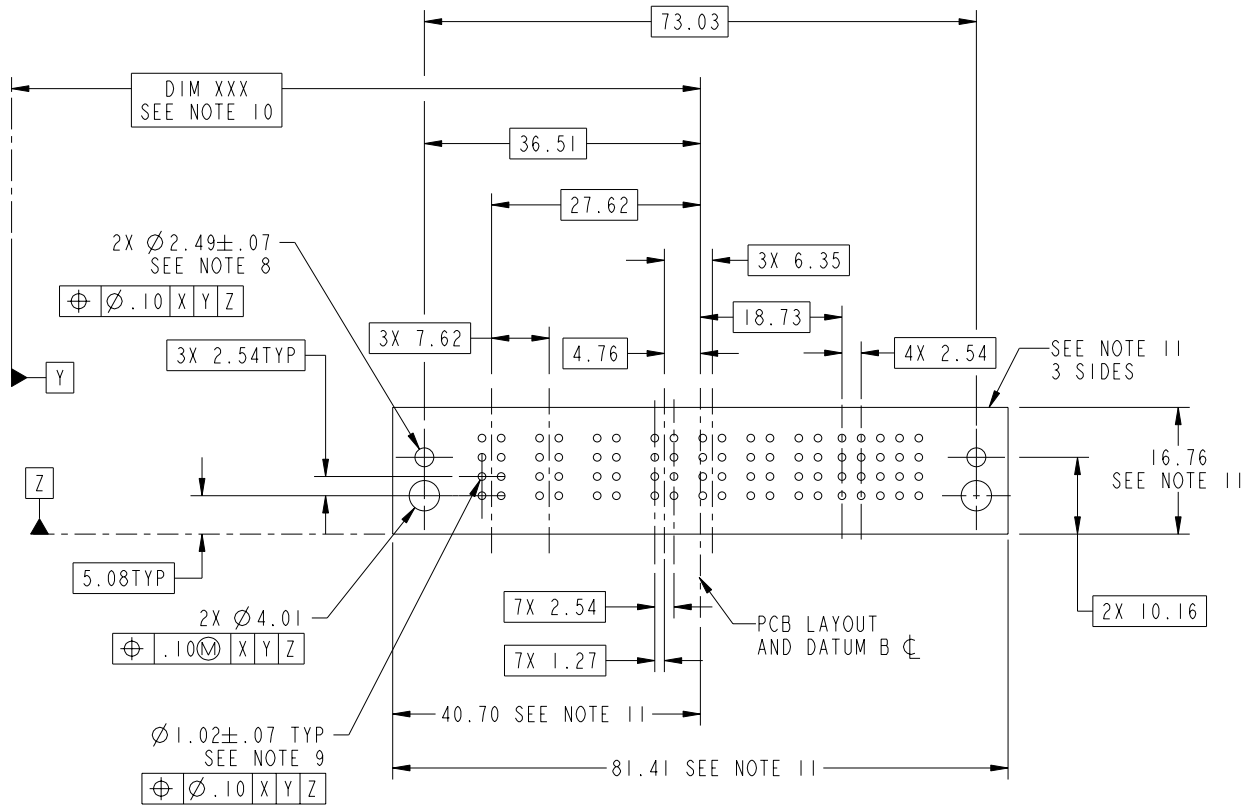 73.03
DIM XXX
SEE NOTE 10
36.51
27.62
2X Ø2.49±.07
SEE NOTE 8
⌖ Ø.10 X Y Z
3X 6.35
18.73
3X 7.62
4.76
4X 2.54
3X 2.54TYP
SEE NOTE 11
3 SIDES
Y
16.76
SEE NOTE 11
Z
5.08TYP
2X Ø4.01
⌖ .10Ⓜ X Y Z
7X 2.54
PCB LAYOUT
AND DATUM B ℄
2X 10.16
7X 1.27
40.70 SEE NOTE 11
Ø1.02±.07 TYP
SEE NOTE 9
⌖ Ø.10 X Y Z
81.41 SEE NOTE 11